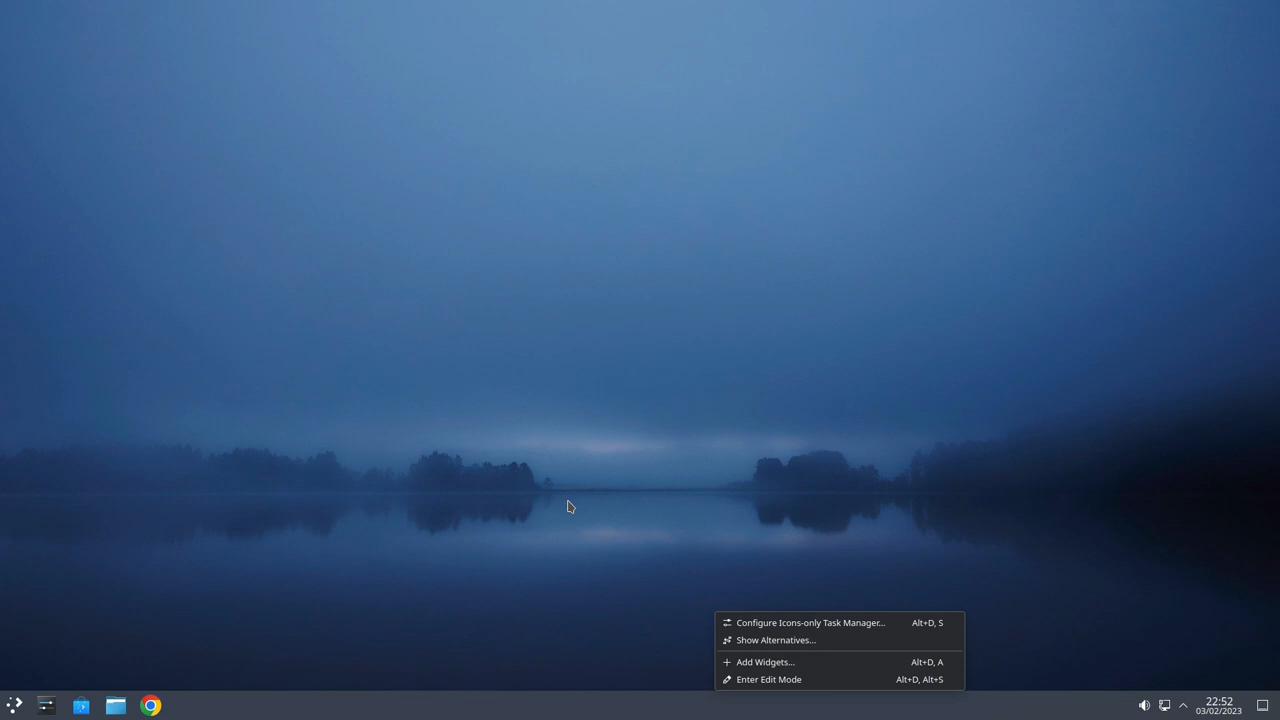 Configure Icons-only Task Manager... Alt+D, S
Show Alternatives...
Add Widgets... Alt+D, A
Enter Edit Mode Alt+D, Alt+S
22:52
03/02/2023